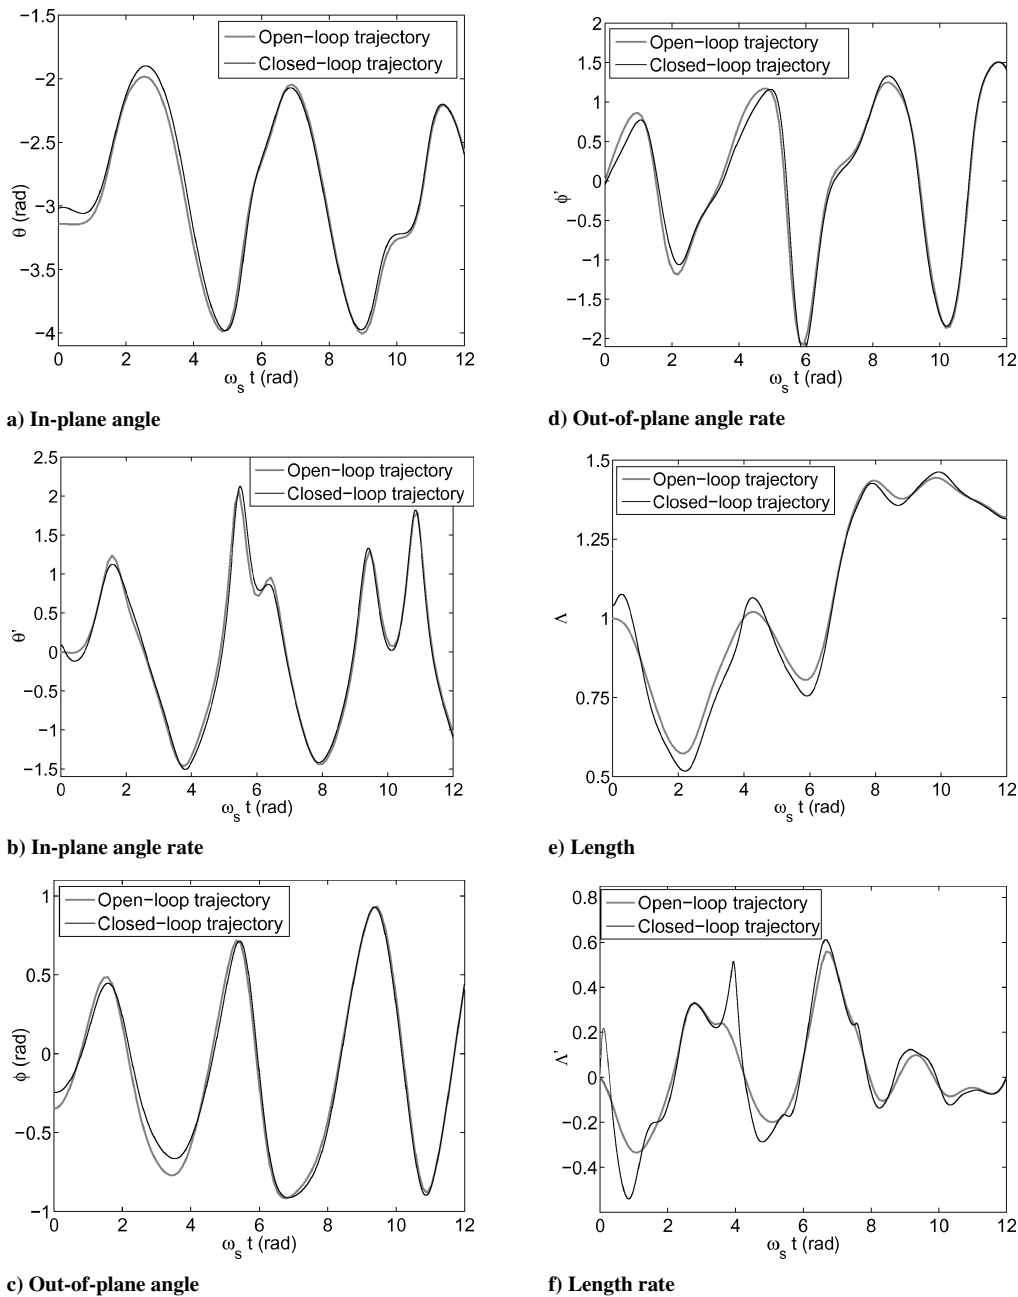 −1.5
Open−loop trajectory
Closed−loop trajectory
−2
−2.5
−3
−3.5
−4
θ (rad)
0 2 4 6 8 10 12
ω_s t (rad)
a) In-plane angle
2.5
Open−loop trajectory
Closed−loop trajectory
2
1.5
1
0.5
0
−0.5
−1
−1.5
θ'
0 2 4 6 8 10 12
ω_s t (rad)
b) In-plane angle rate
1
Open−loop trajectory
Closed−loop trajectory
0.5
0
−0.5
−1
ϕ (rad)
0 2 4 6 8 10 12
ω_s t (rad)
c) Out-of-plane angle
2
Open−loop trajectory
Closed−loop trajectory
1.5
1
0.5
0
−0.5
−1
−1.5
−2
ϕ'
0 2 4 6 8 10 12
ω_s t (rad)
d) Out-of-plane angle rate
1.5
Open−loop trajectory
Closed−loop trajectory
1.25
1
0.75
0.5
Λ
0 2 4 6 8 10 12
ω_s t (rad)
e) Length
0.8
Open−loop trajectory
Closed−loop trajectory
0.6
0.4
0.2
0
−0.2
−0.4
Λ'
0 2 4 6 8 10 12
ω_s t (rad)
f) Length rate